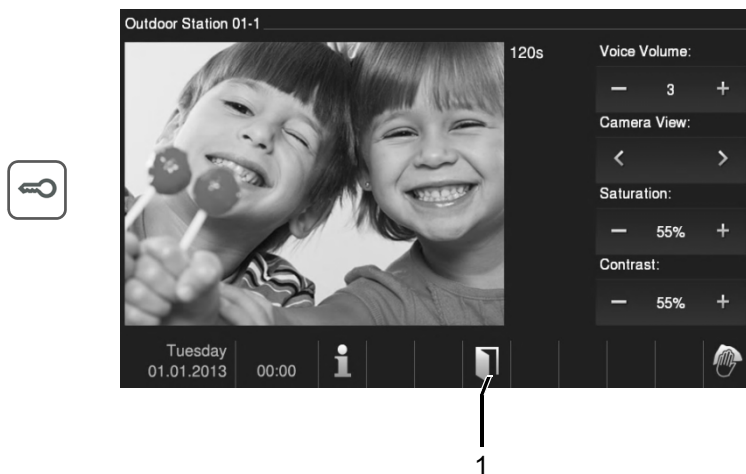 Outdoor Station 01-1
120s
Voice Volume:
− 3 +
Camera View:
< >
Saturation:
− 55% +
Contrast:
− 55% +
Tuesday
01.01.2013
00:00
i
1